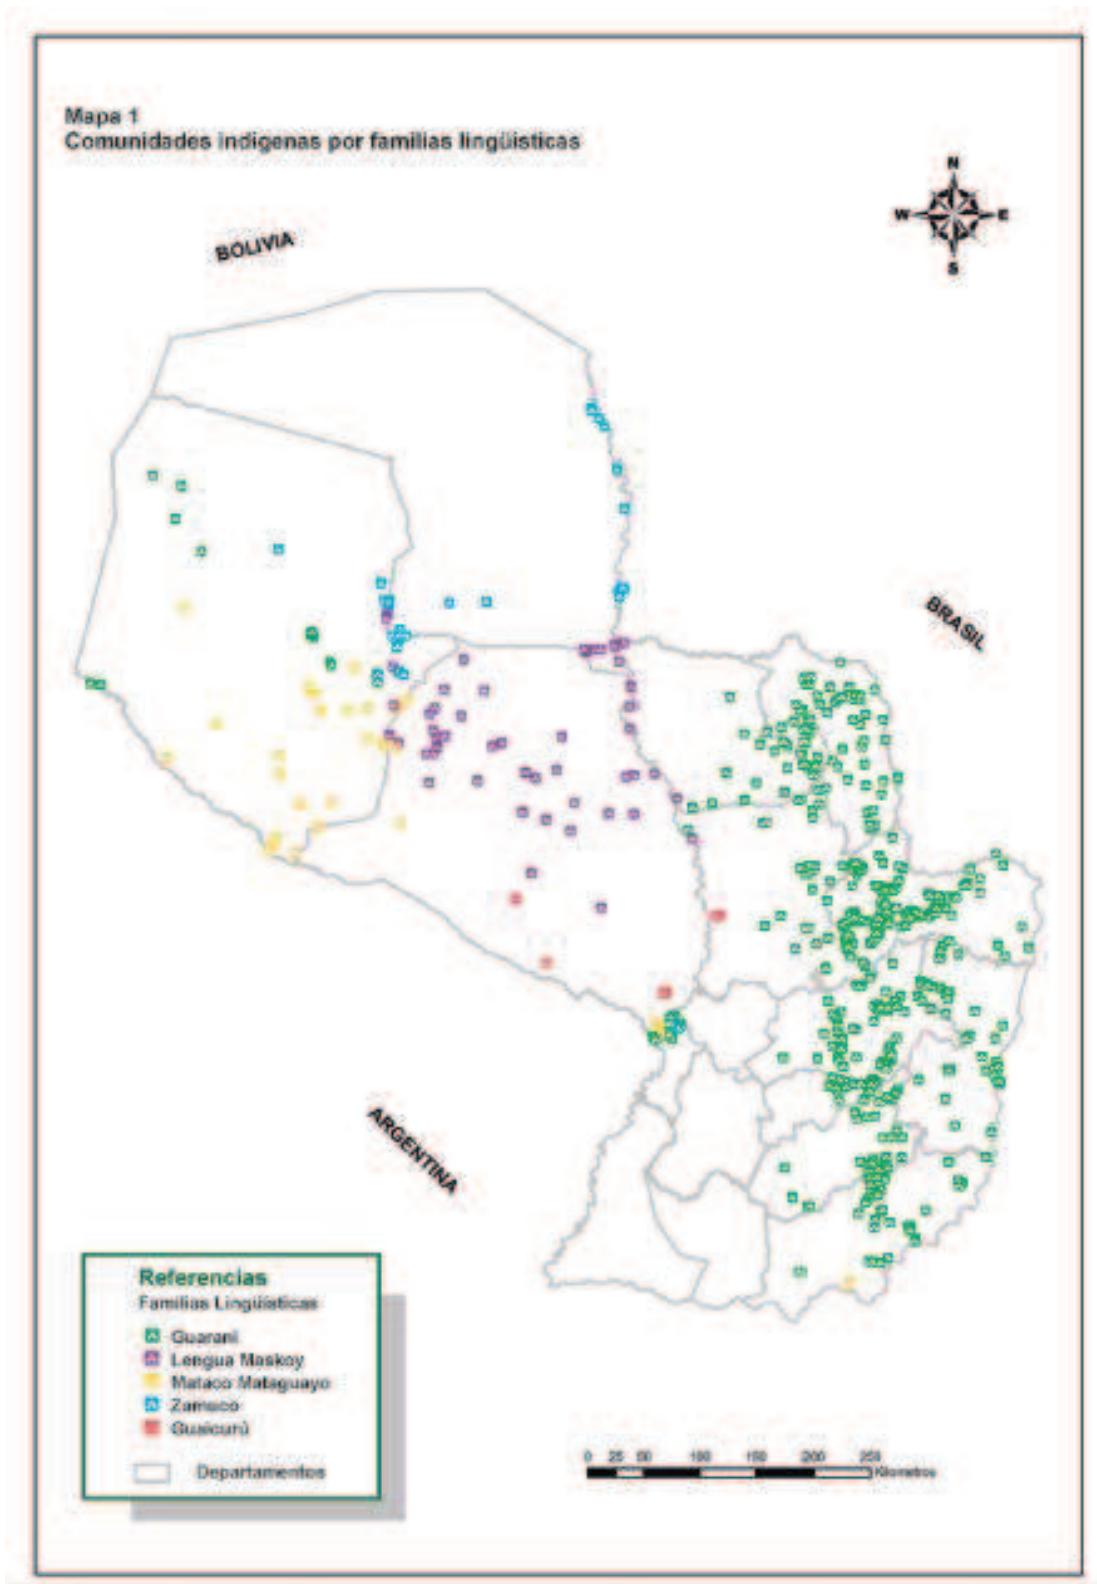 Mapa 1
Comunidades indígenas por familias lingüísticas
N
W
E
S
BOLIVIA
BRASIL
ARGENTINA
Referencias
Familias Lingüísticas
Guaraní
Lengua Maskoy
Mataco Mataguayo
Zamuco
Guaicurú
Departamentos
0 25 50 100 150 200 250
Kilometros